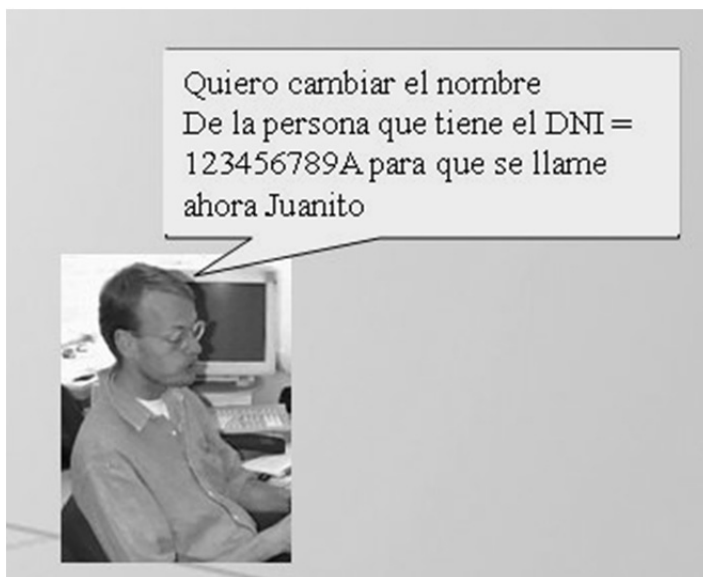 Quiero cambiar el nombre
De la persona que tiene el DNI =
123456789A para que se llame
ahora Juanito